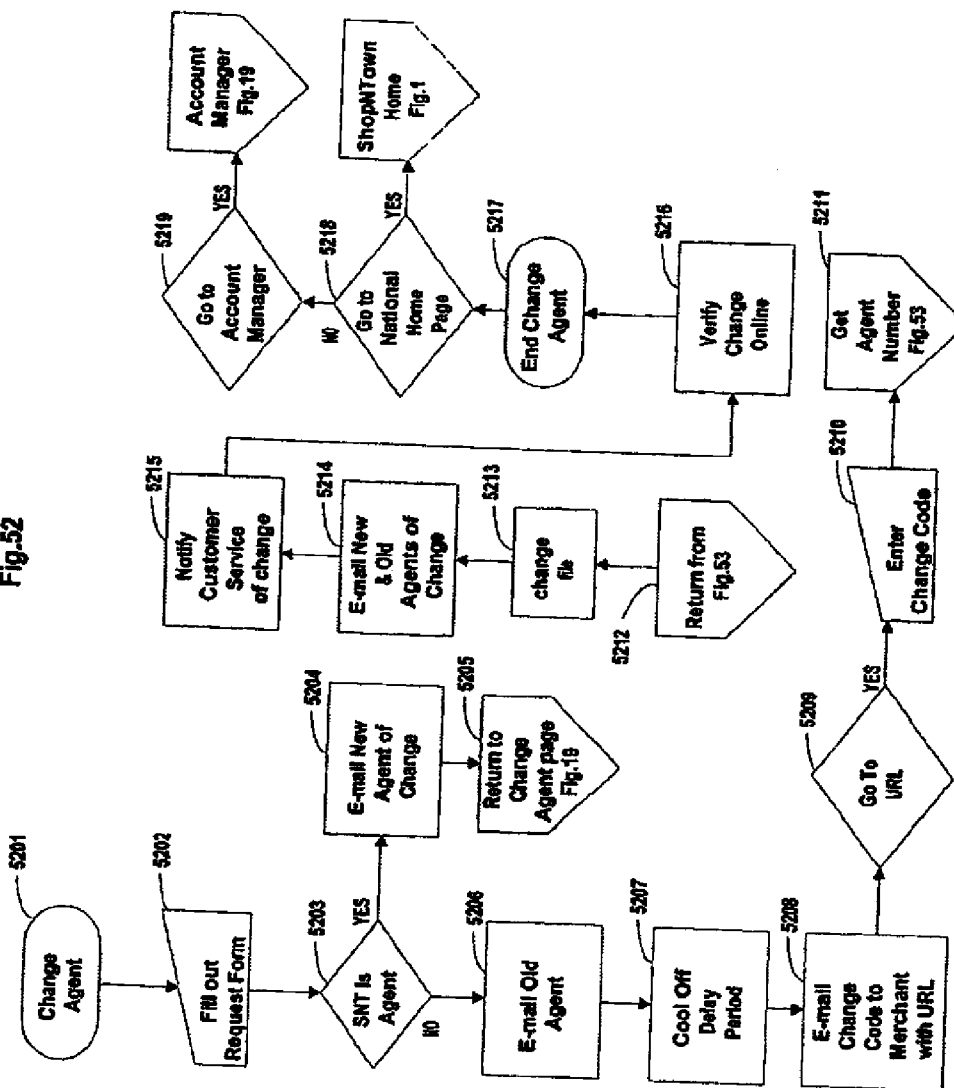 Fig.52
5201
Change
Agent
5202
Fill out
Request Form
5203
SNT Is
Agent
YES
NO
5204
E-mail New
Agent of
Change
5205
Return to
Change
Agent page
Fig.19
5206
E-mail Old
Agent
5207
Cool Off
Delay
Period
5208
E-mail
Change
Code to
Merchant
with URL
5209
Go To
URL
YES
5210
Enter
Change Code
5211
Get
Agent
Number
Fig.53
5212
Return from
Fig.53
5213
change
file
5214
E-mail New
& Old
Agents of
Change
5215
Notify
Customer
Service
of change
5216
Verify
Change
Online
5217
End Change
Agent
5218
Go to
National
Home
Page
YES
NO
ShopNTown
Home
Fig.1
5219
Go to
Account
Manager
YES
Account
Manager
Fig.19